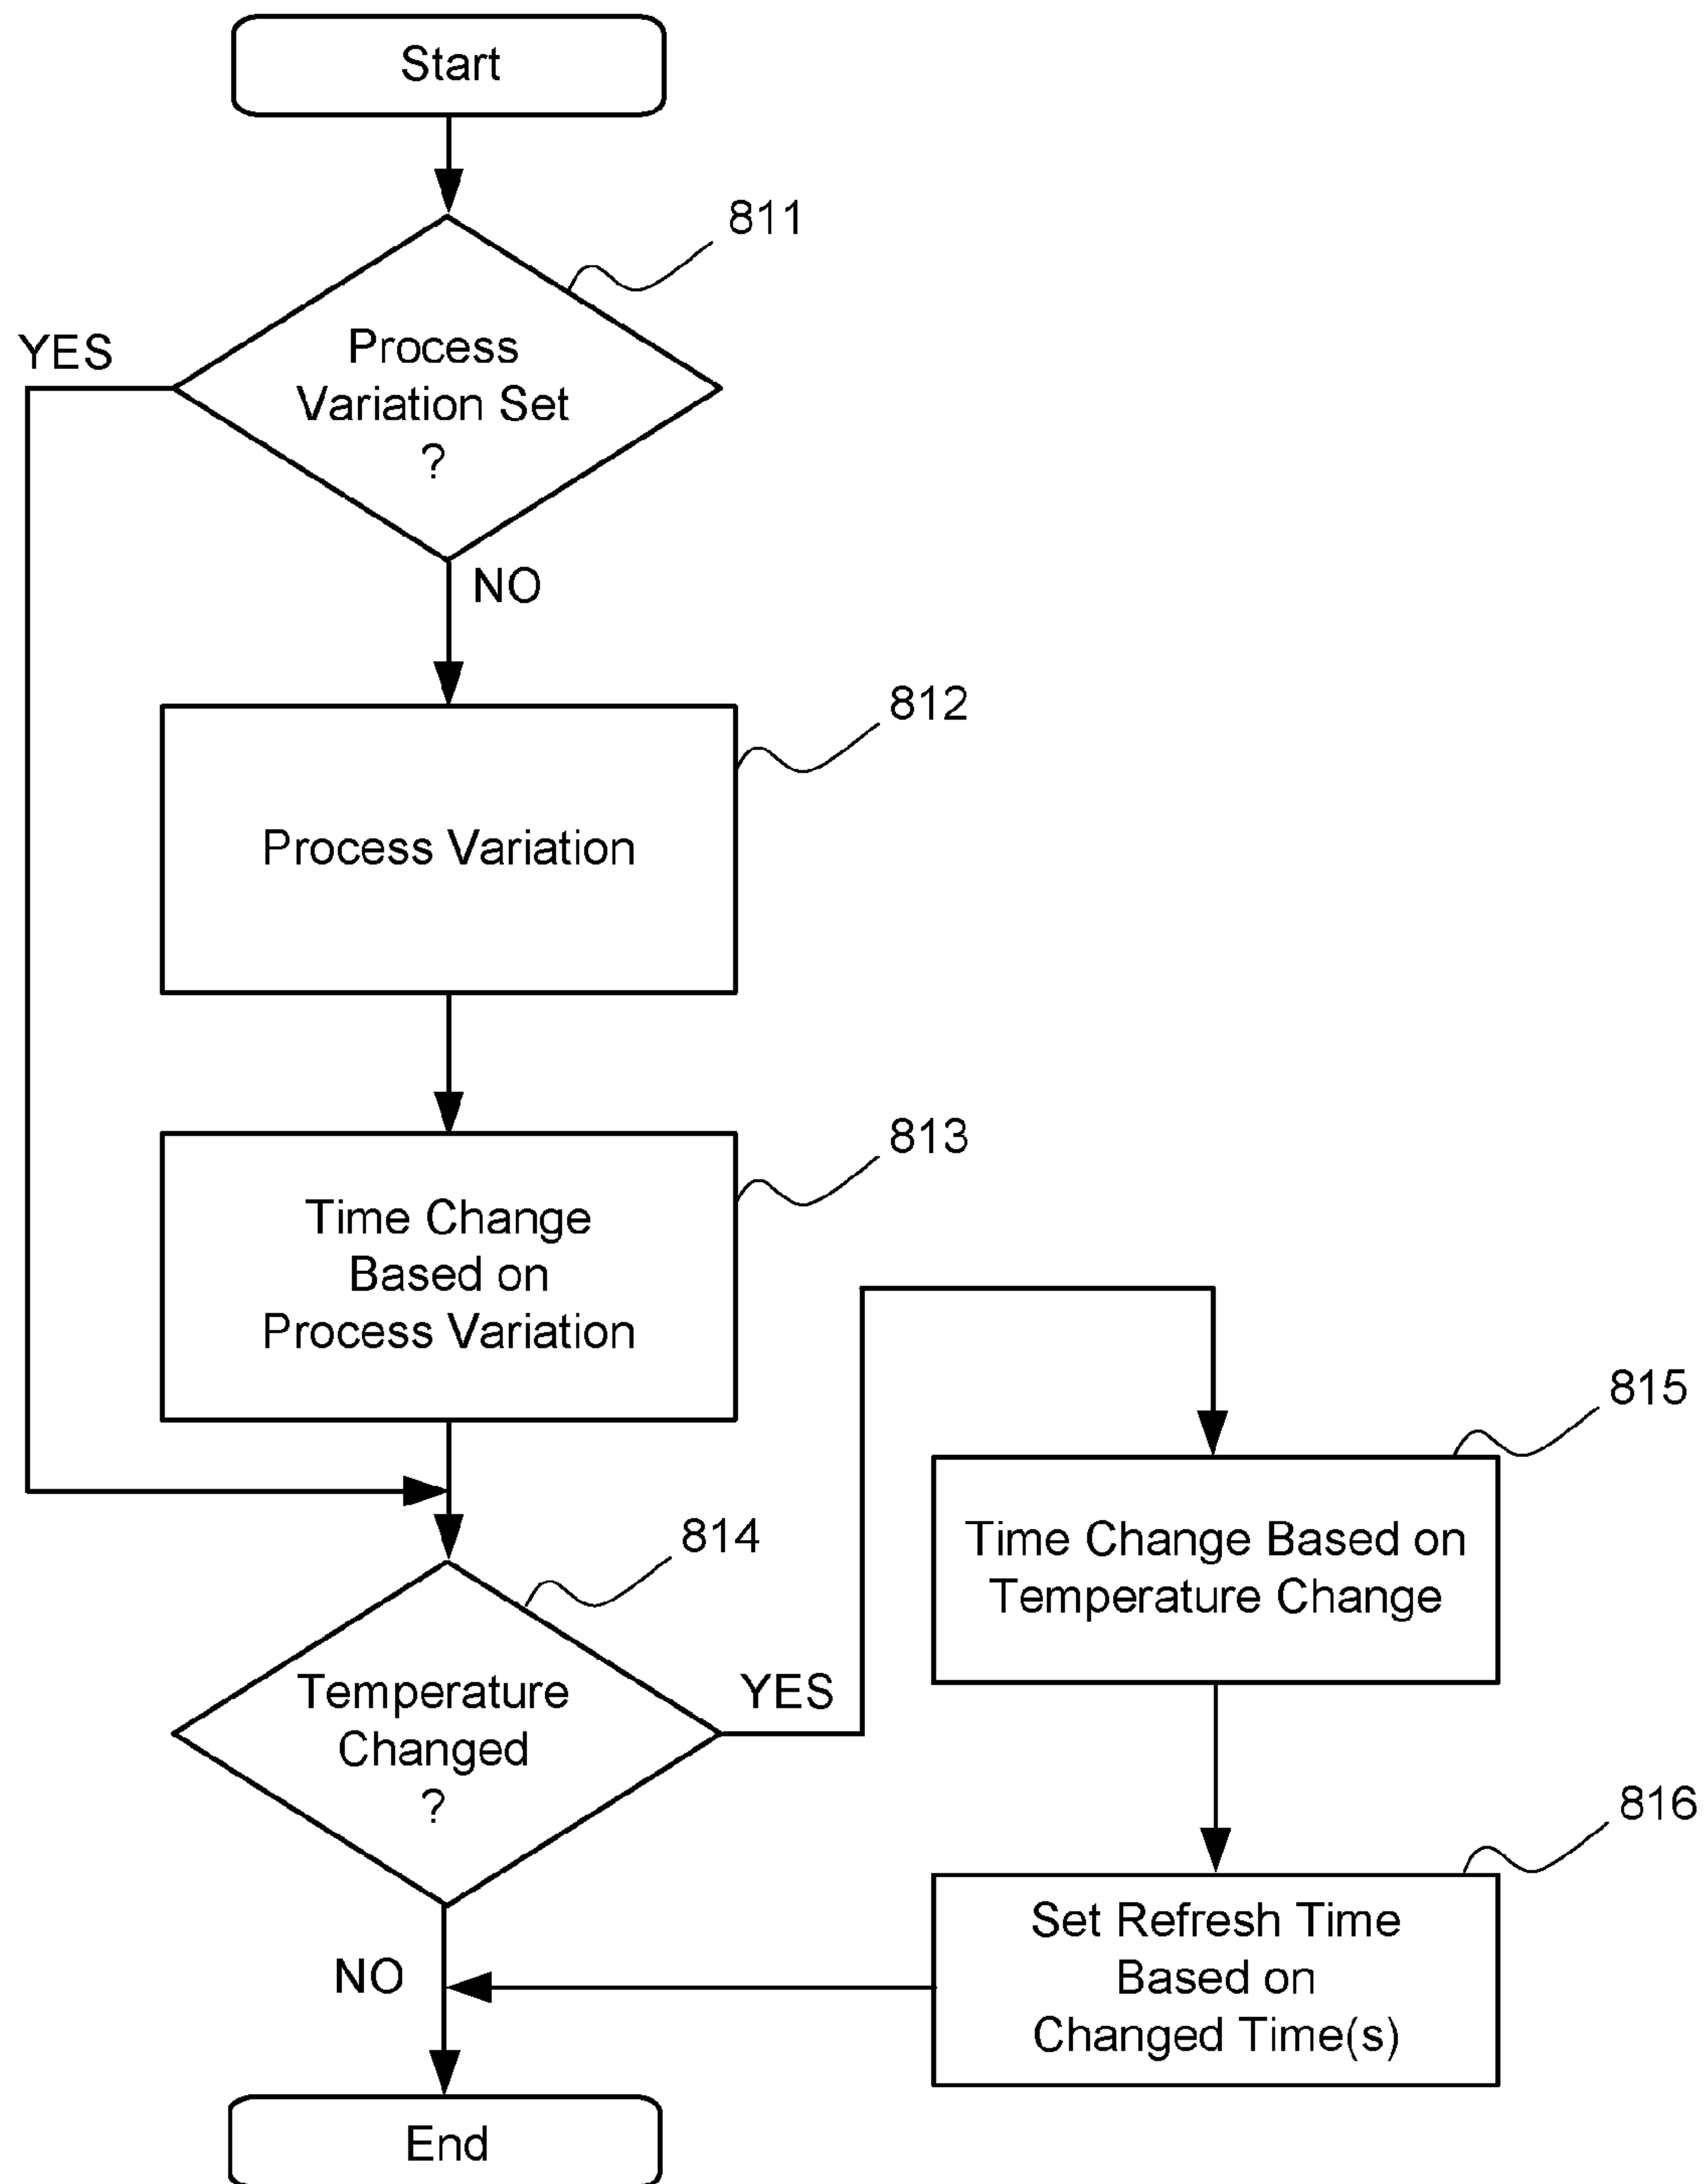 Start
811
YES
Process
Variation Set
?
NO
812
Process Variation
813
Time Change
Based on
Process Variation
815
Time Change Based on
Temperature Change
814
Temperature
Changed
?
YES
816
Set Refresh Time
Based on
Changed Time(s)
NO
End